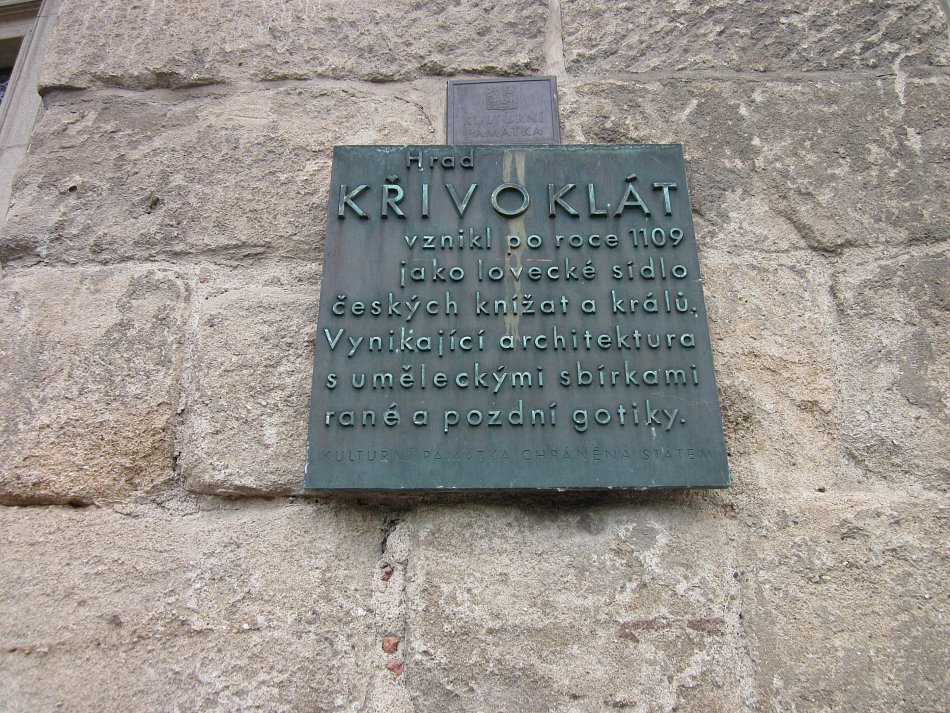 KULTURNÍ
PAMÁTKA
Hrad
KŘIVOKLÁT
vznikl po roce 1109
jako lovecké sídlo
českých knížat a králů.
Vynikající architektura
s uměleckými sbírkami
rané a pozdní gotiky.
KULTURNÍ PAMÁTKA CHRÁNĚNÁ STÁTEM